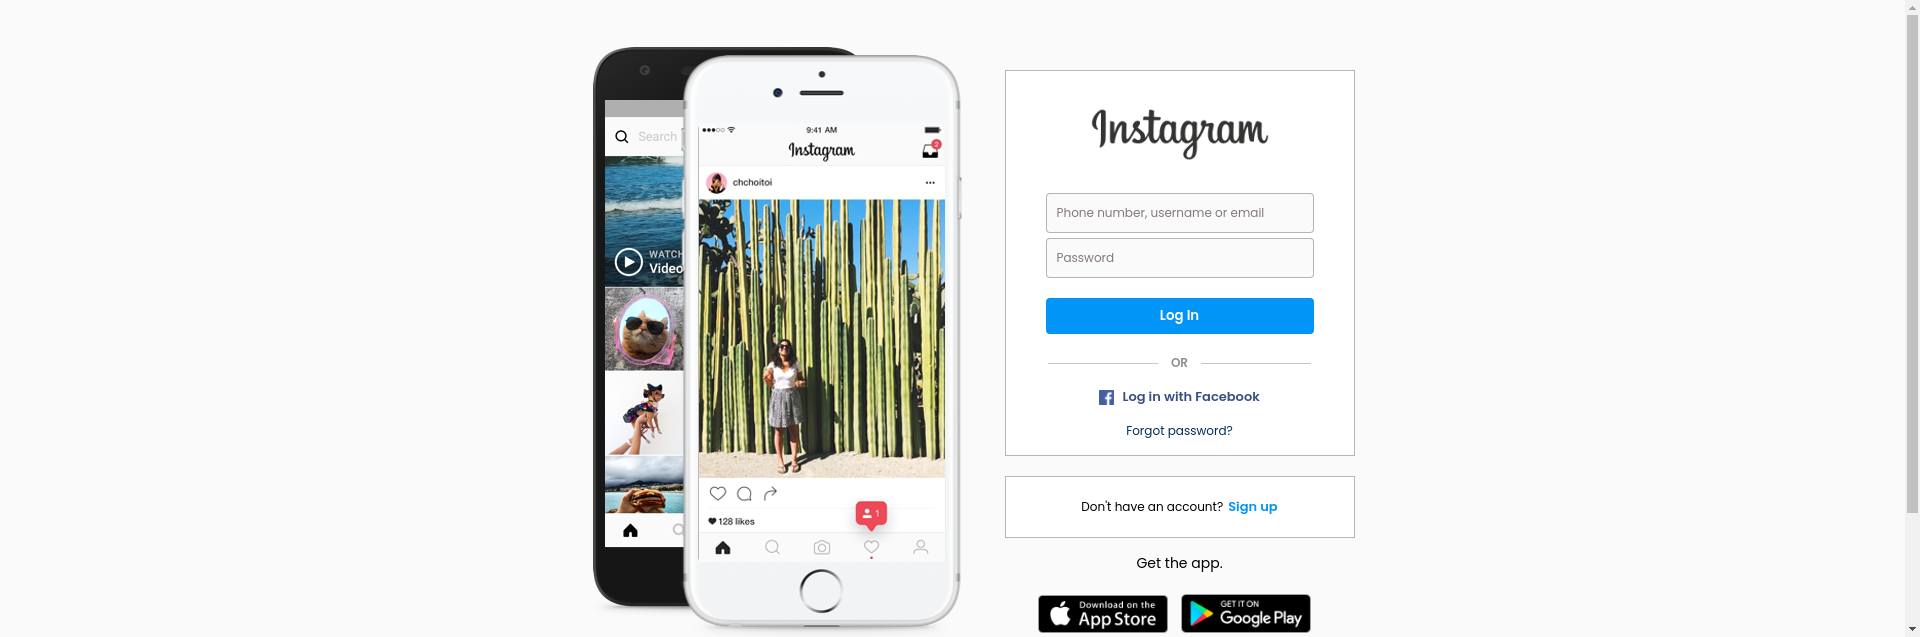 Search
WATCH
Video
9:41 AM
Instagram
2
chchoitoi
1
128 likes
Instagram
Phone number, username or email
Password
Log In
OR
Log in with Facebook
Forgot password?
Don't have an account? Sign up
Get the app.
Download on the
App Store
GET IT ON
Google Play